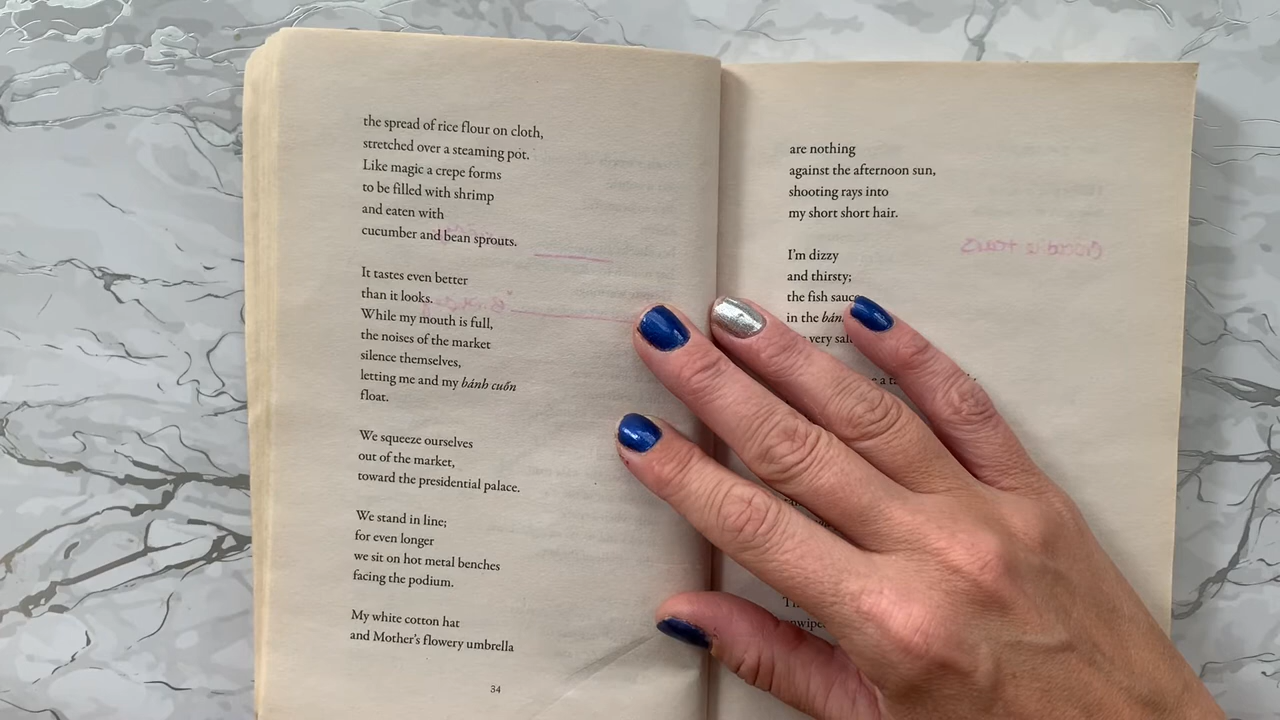 the spread of rice flour on cloth,
stretched over a steaming pot.
Like magic a crepe forms
to be filled with shrimp
and eaten with
cucumber and bean sprouts.
It tastes even better
than it looks.
While my mouth is full,
the noises of the market
silence themselves,
letting me and my bánh cuốn
float.
We squeeze ourselves
out of the market,
toward the presidential palace.
We stand in line;
for even longer
we sit on hot metal benches
facing the podium.
My white cotton hat
and Mother's flowery umbrella
34
are nothing
against the afternoon sun,
shooting rays into
my short short hair.
I'm dizzy
and thirsty;
the fish sauce
in the
very